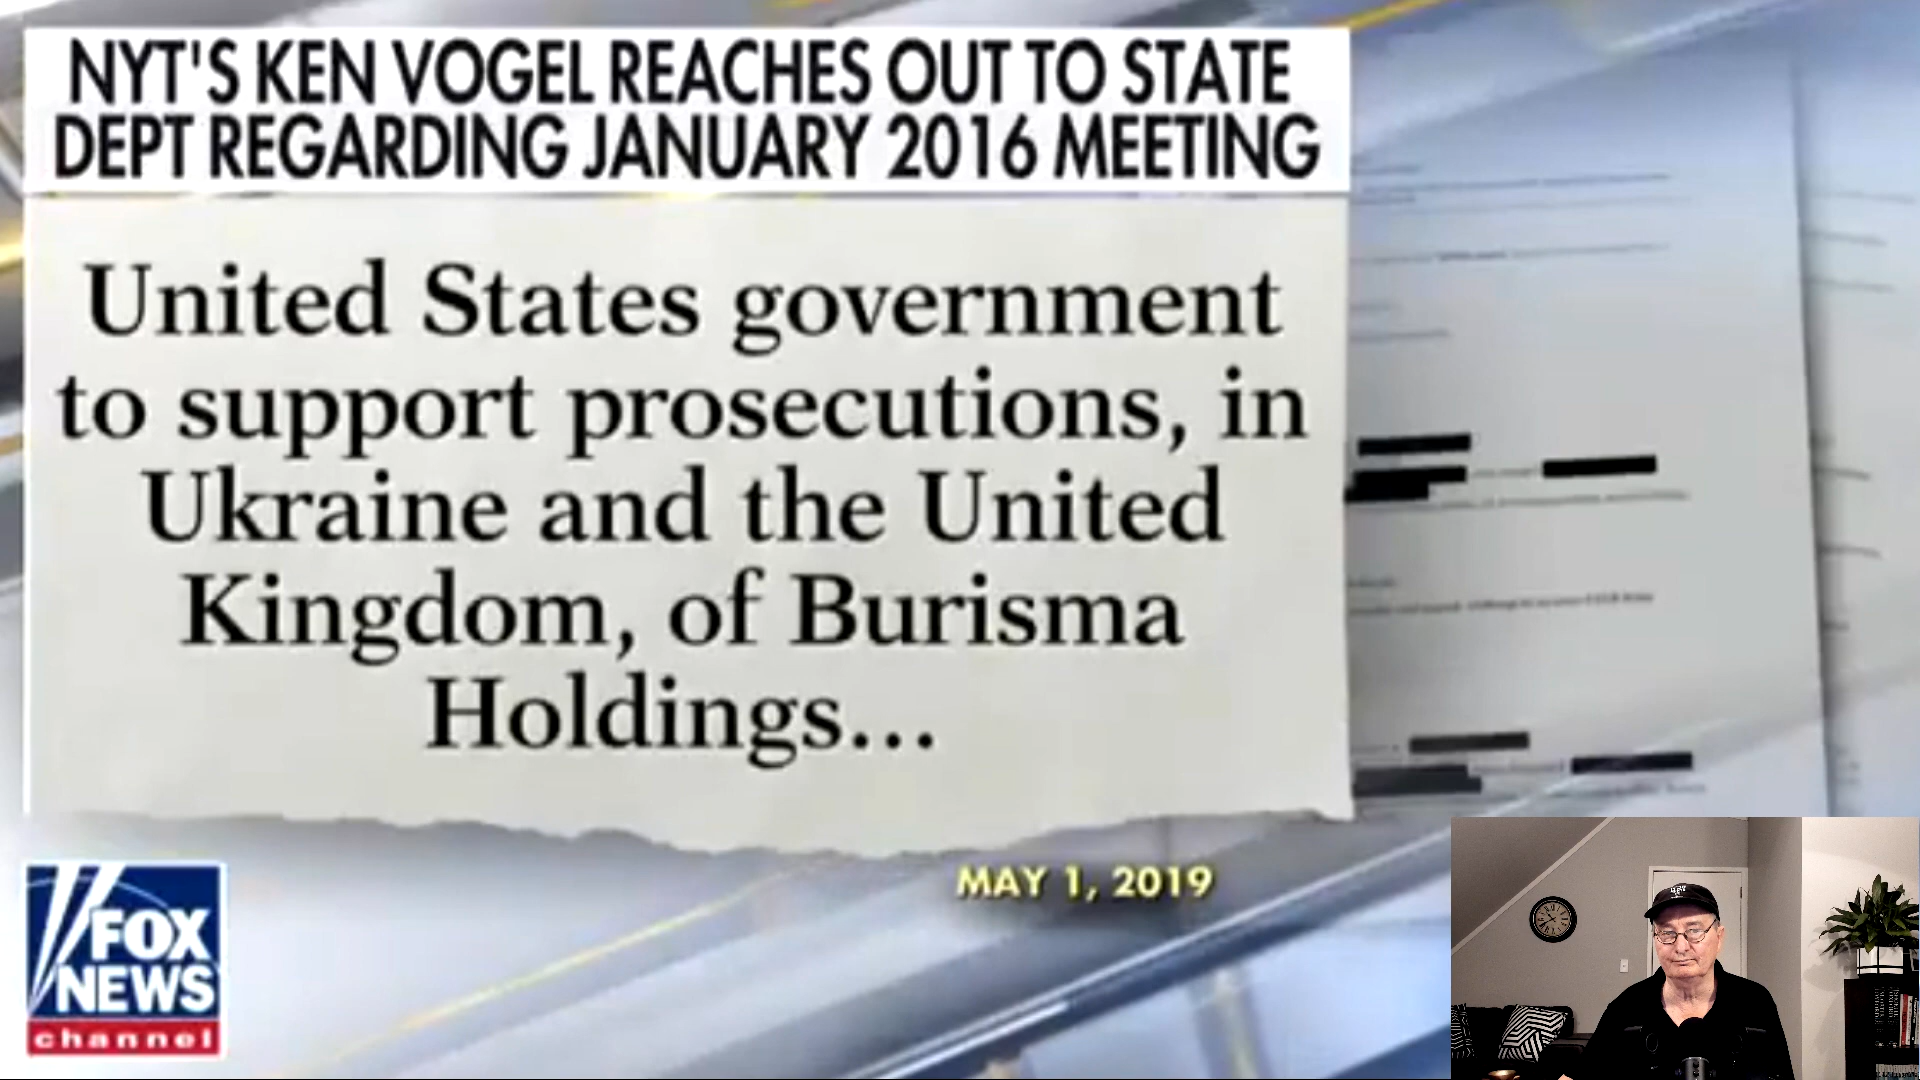 NYT'S KEN VOGEL REACHES OUT TO STATE
DEPT REGARDING JANUARY 2016 MEETING
United States government
to support prosecutions, in
Ukraine and the United
Kingdom, of Burisma
Holdings...
MAY 1, 2019
FOX
NEWS
channel